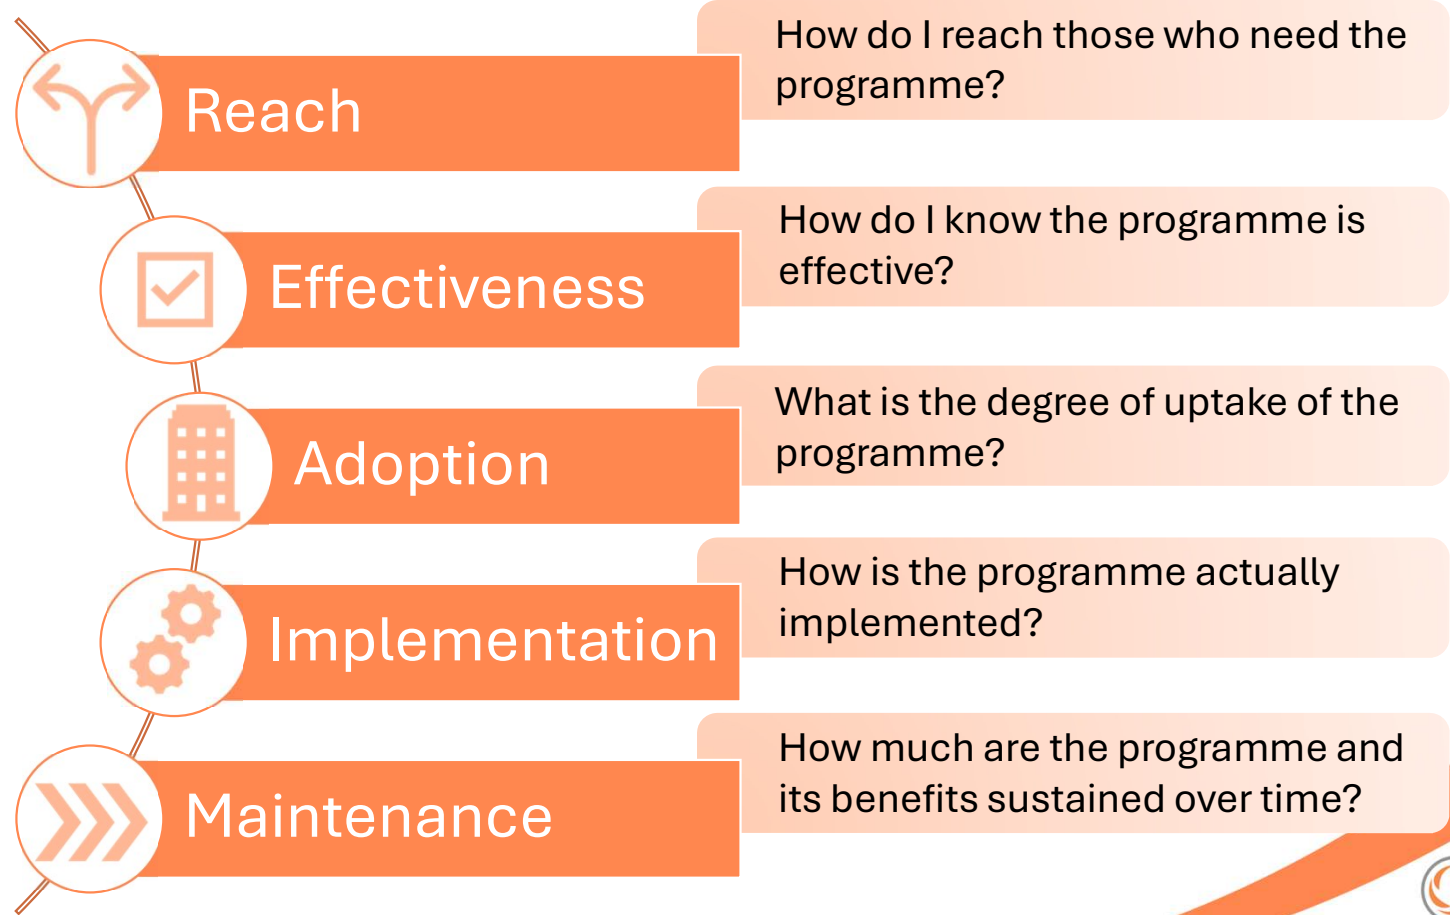 Reach
How do I reach those who need the
programme?
Effectiveness
How do I know the programme is
effective?
Adoption
What is the degree of uptake of the
programme?
Implementation
How is the programme actually
implemented?
Maintenance
How much are the programme and
its benefits sustained over time?